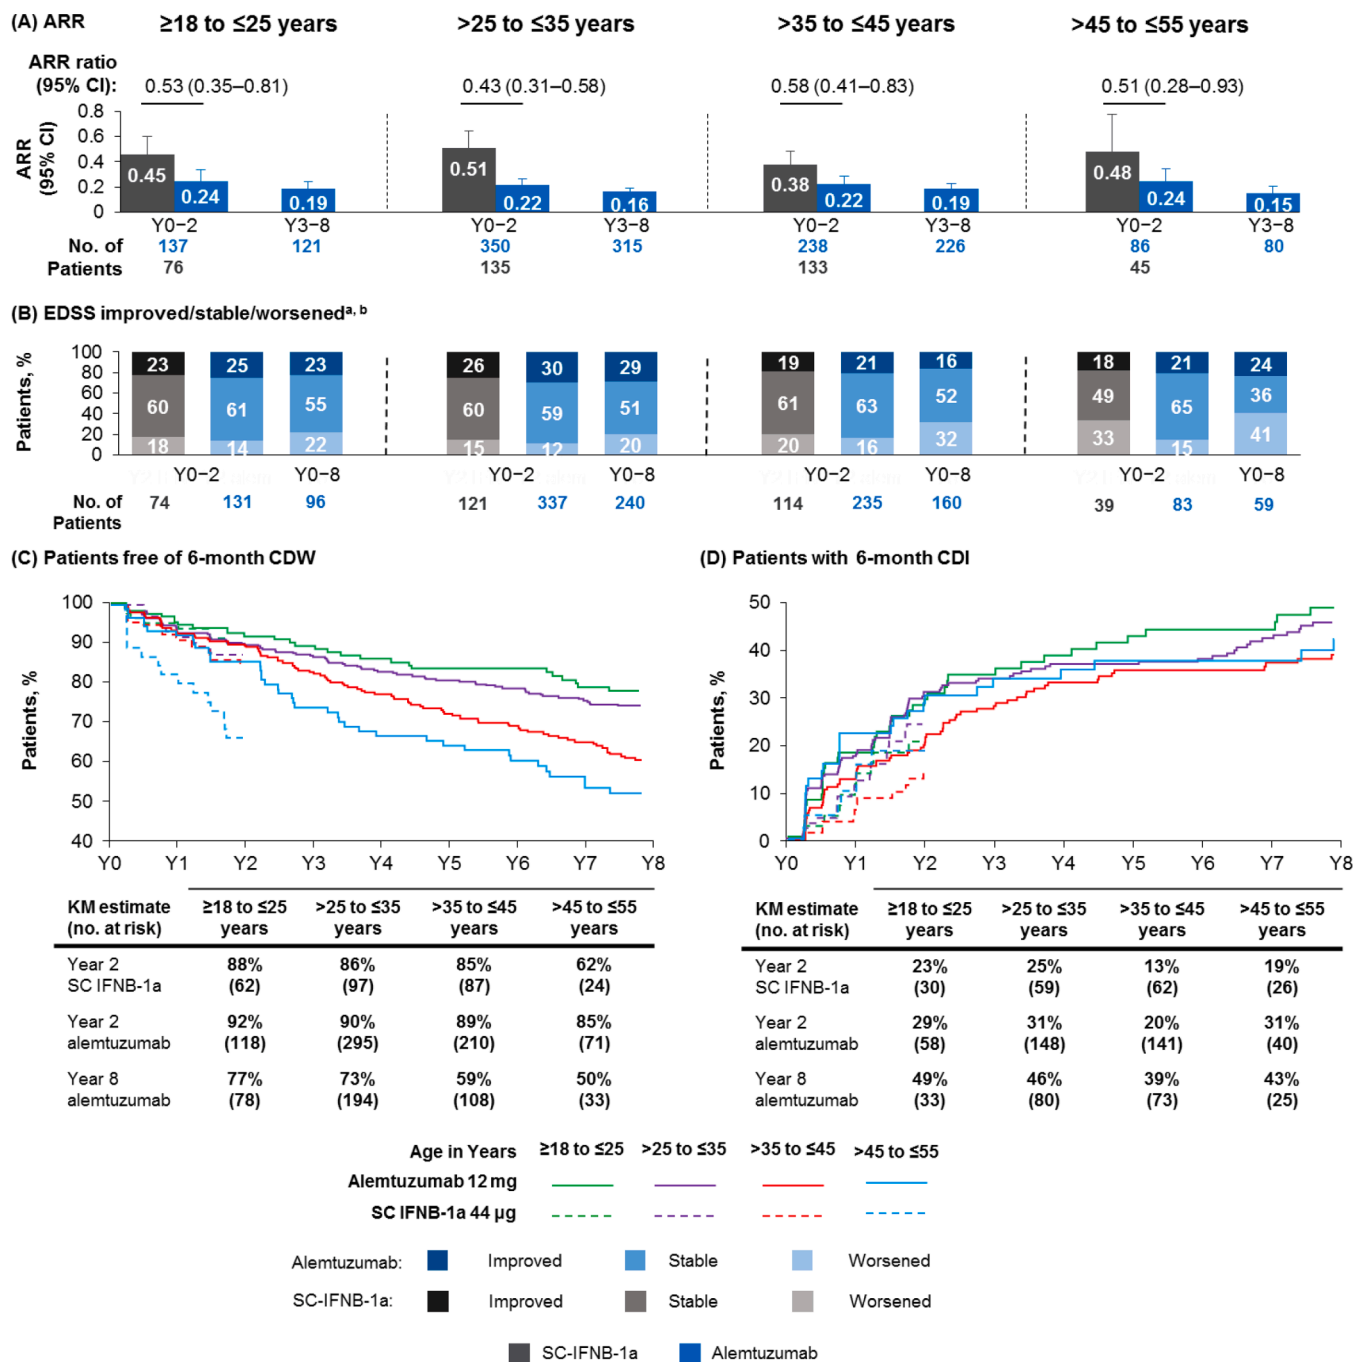 (A) ARR
≥18 to ≤25 years >25 to ≤35 years >35 to ≤45 years >45 to ≤55 years
ARR ratio
(95% CI): 0.53 (0.35–0.81) 0.43 (0.31–0.58) 0.58 (0.41–0.83) 0.51 (0.28–0.93)
ARR
(95% CI)
0.8
0.6
0.4
0.2
0
0.45 0.24 0.19 0.51 0.22 0.16 0.38 0.22 0.19 0.48 0.24 0.15
Y0–2 Y3–8 Y0–2 Y3–8 Y0–2 Y3–8 Y0–2 Y3–8
No. of
Patients
137 121 350 315 238 226 86 80
76 135 133 45
(B) EDSS improved/stable/worsened a, b
Patients, %
100
80
60
40
20
0
23 25 23 26 30 29 19 21 16 18 21 24
60 61 55 60 59 51 61 63 52 49 65 36
18 14 22 15 12 20 20 16 32 33 15 41
Y0–2 Y0–8 Y0–2 Y0–8 Y0–2 Y0–8 Y0–2 Y0–8
No. of
Patients
74 131 96 121 337 240 114 235 160 39 83 59
(C) Patients free of 6-month CDW
Patients, %
100
90
80
70
60
50
40
Y0 Y1 Y2 Y3 Y4 Y5 Y6 Y7 Y8
KM estimate
(no. at risk)
≥18 to ≤25 years >25 to ≤35 years >35 to ≤45 years >45 to ≤55 years
Year 2 88% 86% 85% 62%
SC IFNB-1a (62) (97) (87) (24)
Year 2 92% 90% 89% 85%
alemtuzumab (118) (295) (210) (71)
Year 8 77% 73% 59% 50%
alemtuzumab (78) (194) (108) (33)
(D) Patients with 6-month CDI
Patients, %
50
40
30
20
10
0
Y0 Y1 Y2 Y3 Y4 Y5 Y6 Y7 Y8
KM estimate
(no. at risk)
≥18 to ≤25 years >25 to ≤35 years >35 to ≤45 years >45 to ≤55 years
Year 2 23% 25% 13% 19%
SC IFNB-1a (30) (59) (62) (26)
Year 2 29% 31% 20% 31%
alemtuzumab (58) (148) (141) (40)
Year 8 49% 46% 39% 43%
alemtuzumab (33) (80) (73) (25)
Age in Years ≥18 to ≤25 >25 to ≤35 >35 to ≤45 >45 to ≤55
Alemtuzumab 12 mg
SC IFNB-1a 44 µg
Alemtuzumab: Improved Stable Worsened
SC-IFNB-1a: Improved Stable Worsened
SC-IFNB-1a Alemtuzumab